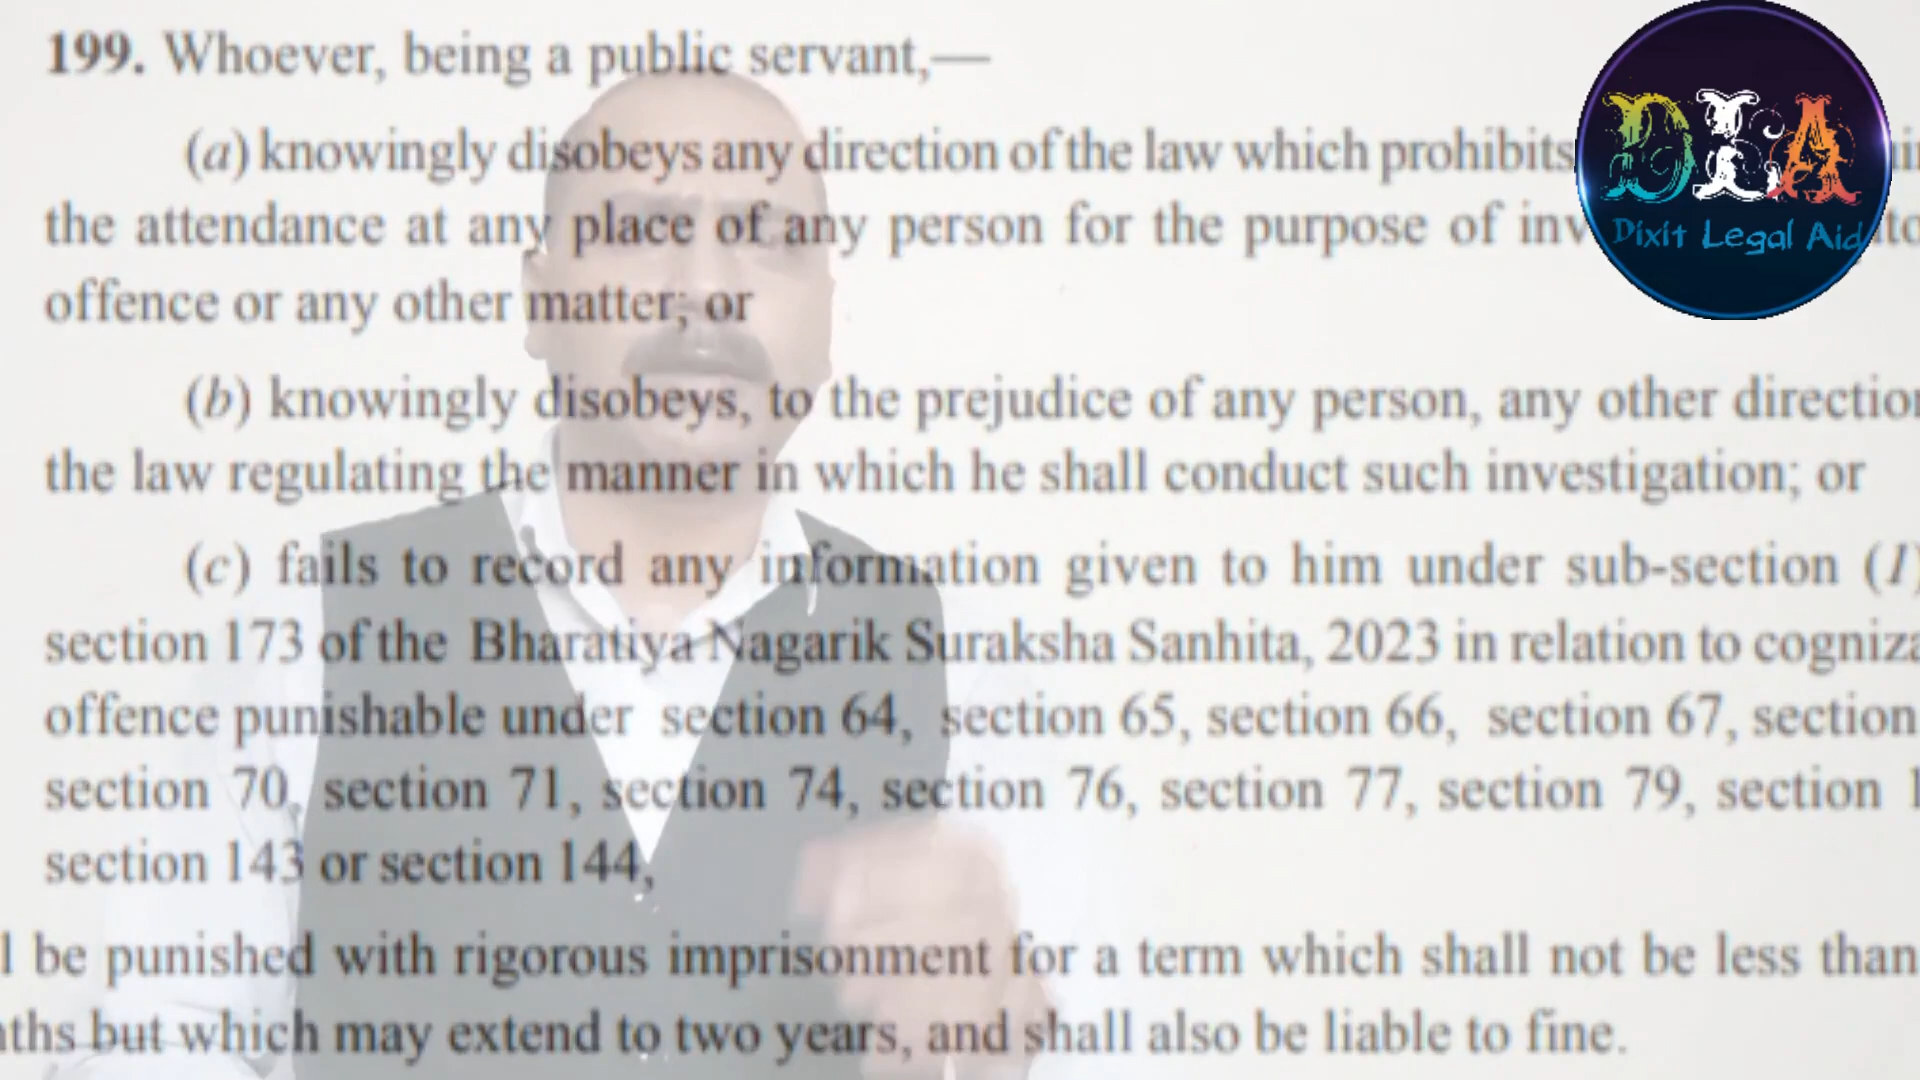 199. Whoever, being a public servant,—
(a) knowingly disobeys any direction of the law which prohibits
the attendance at any place of any person for the purpose of
offence or any other matter; or
(b) knowingly disobeys, to the prejudice of any person, any other
the law regulating the manner in which he shall conduct such investigation; or
(c) fails to record any information given to him under sub-section (1)
section 173 of the Bharatiya Nagarik Suraksha Sanhita, 2023 in relation to
offence punishable under section 64, section 65, section 66, section 67, section
section 70, section 71, section 74, section 76, section 77, section 79, section
section 143 or section 144,
be punished with rigorous imprisonment for a term which shall not be less than
but which may extend to two years, and shall also be liable to fine.
DLA
Dixit Legal Aid